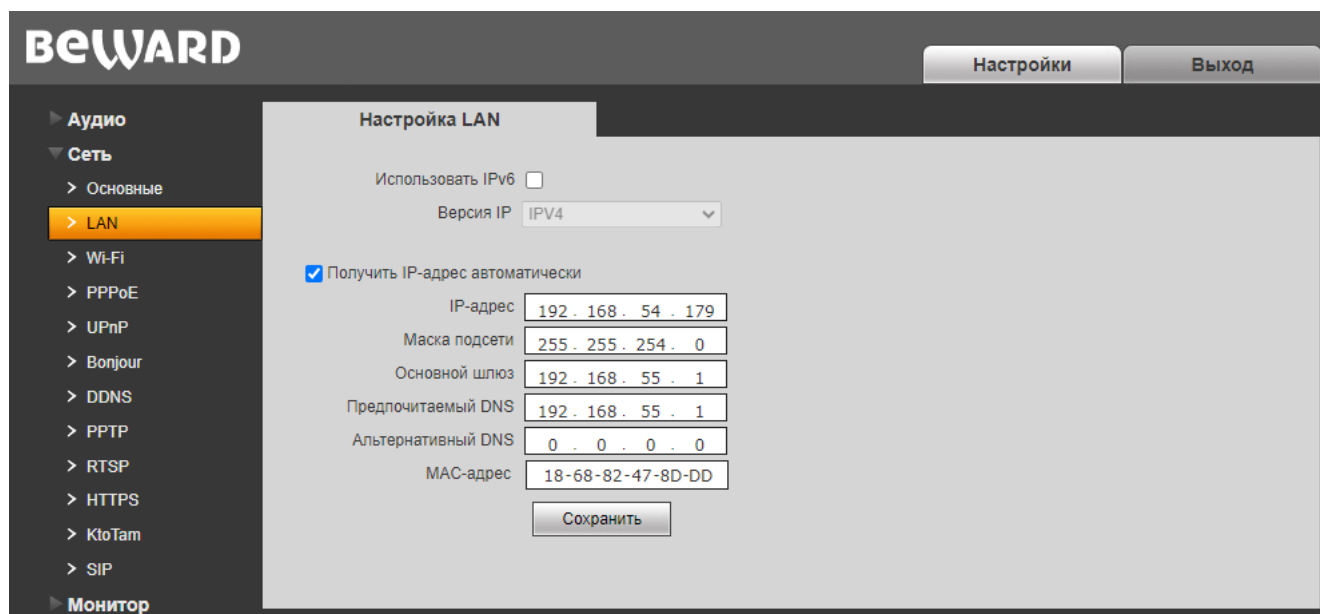 BEWARD
Настройки
Выход
Аудио
Сеть
> Основные
> LAN
> Wi-Fi
> PPPoE
> UPnP
> Bonjour
> DDNS
> PPTP
> RTSP
> HTTPS
> KtoTam
> SIP
Монитор
Настройка LAN
Использовать IPv6
Версия IP IPV4
Получить IP-адрес автоматически
IP-адрес 192 . 168 . 54 . 179
Маска подсети 255 . 255 . 254 . 0
Основной шлюз 192 . 168 . 55 . 1
Предпочитаемый DNS 192 . 168 . 55 . 1
Альтернативный DNS 0 . 0 . 0 . 0
MAC-адрес 18-68-82-47-8D-DD
Сохранить